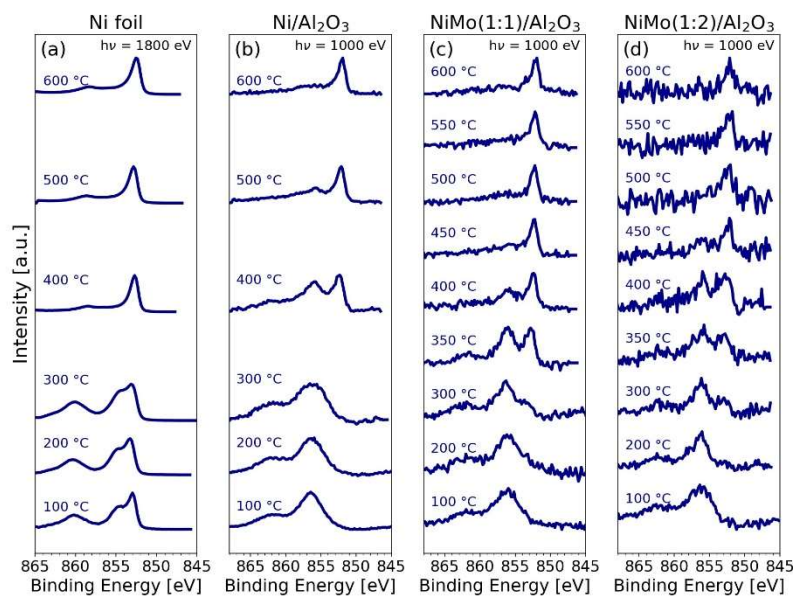 Ni foil
Ni/Al₂O₃
NiMo(1:1)/Al₂O₃
NiMo(1:2)/Al₂O₃
(a)
hν = 1800 eV
(b)
hν = 1000 eV
(c)
hν = 1000 eV
(d)
hν = 1000 eV
Intensity [a.u.]
600 °C
500 °C
400 °C
300 °C
200 °C
100 °C
600 °C
500 °C
400 °C
300 °C
200 °C
100 °C
600 °C
550 °C
500 °C
450 °C
400 °C
350 °C
300 °C
200 °C
100 °C
600 °C
550 °C
500 °C
450 °C
400 °C
350 °C
300 °C
200 °C
100 °C
865 860 855 850 845
865 860 855 850 845
865 860 855 850 845
865 860 855 850 845
Binding Energy [eV]
Binding Energy [eV]
Binding Energy [eV]
Binding Energy [eV]